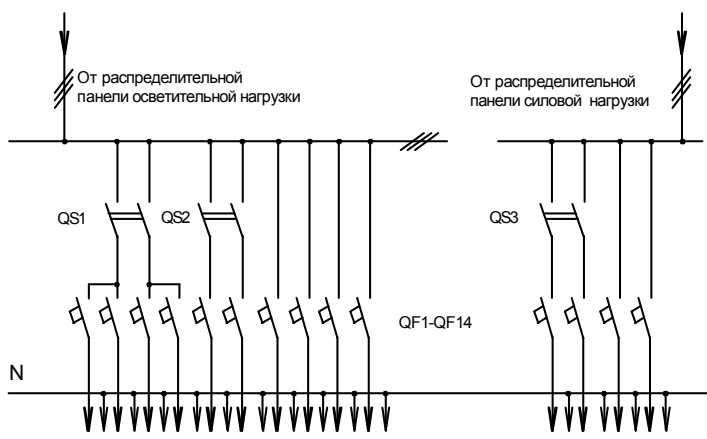 От распределительной
панели осветительной нагрузки
От распределительной
панели силовой нагрузки
QS1
QS2
QS3
QF1-QF14
N